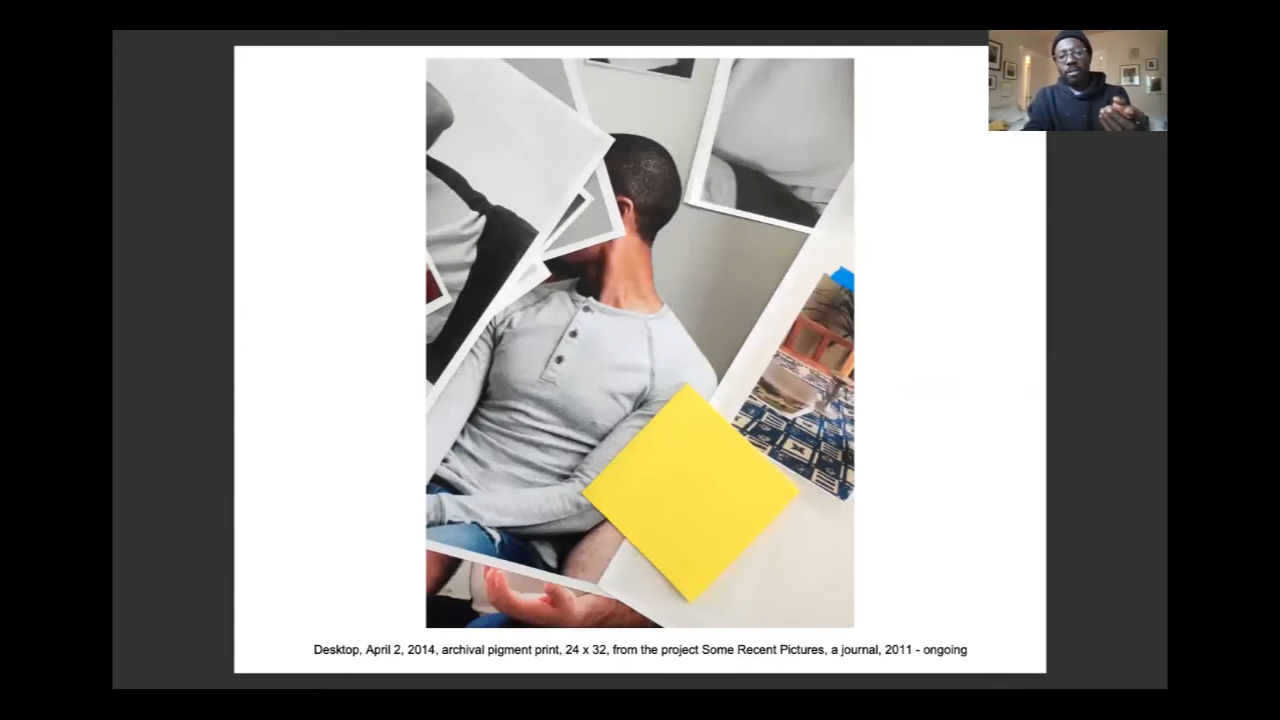 Desktop, April 2, 2014, archival pigment print, 24 x 32, from the project Some Recent Pictures, a journal, 2011 - ongoing